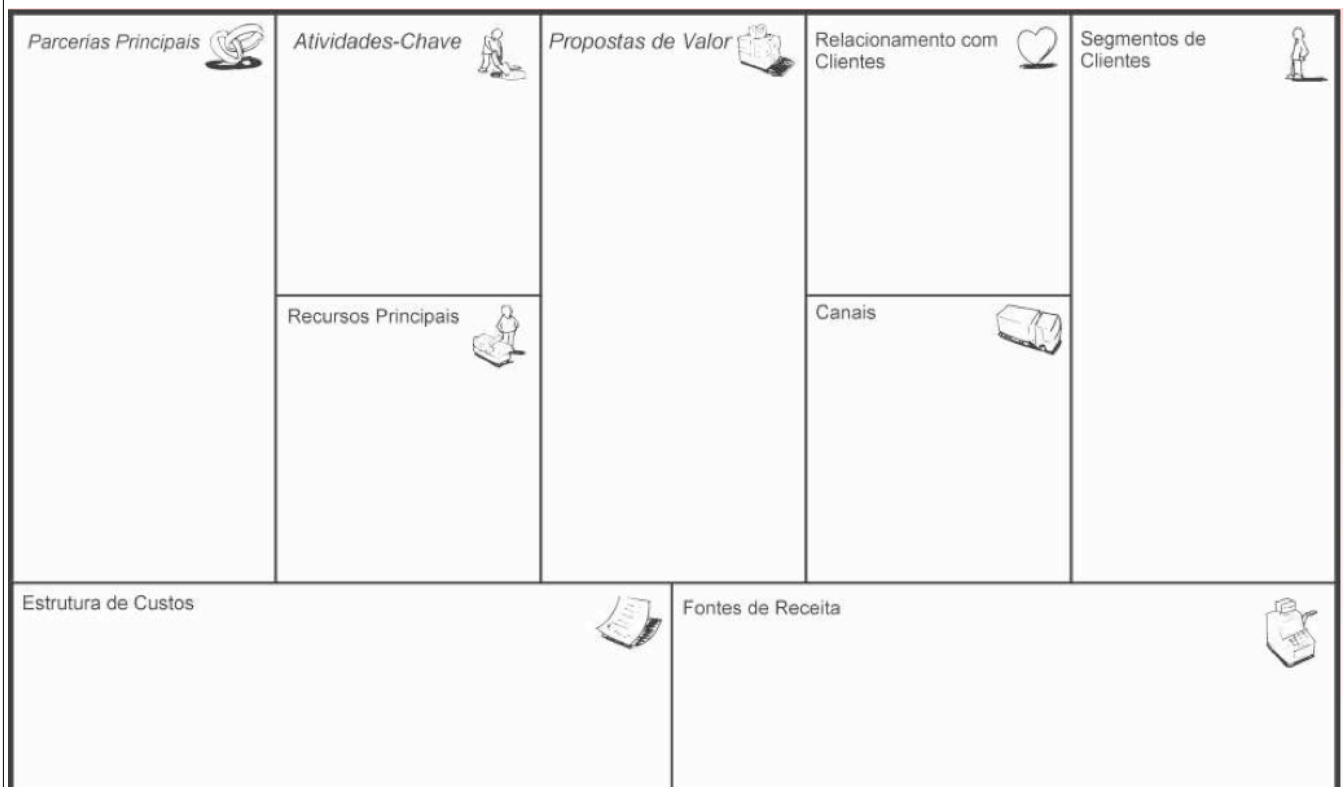 Parcerias Principais
Atividades-Chave
Propostas de Valor
Relacionamento com
Clientes
Segmentos de
Clientes
Recursos Principais
Canais
Estrutura de Custos
Fontes de Receita